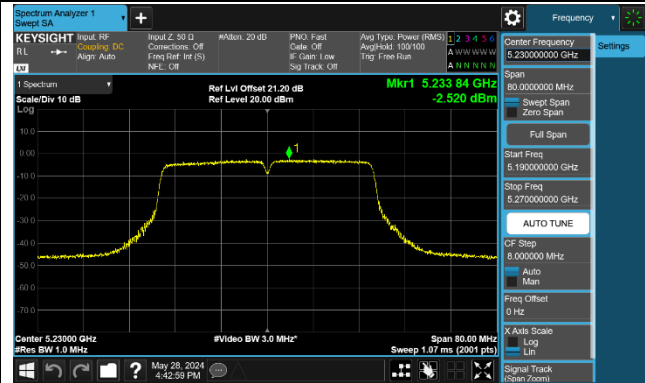 Spectrum Analyzer 1
Swept SA
Frequency
KEYSIGHT
RL
LXI
Input: RF
Coupling: DC
Align: Auto
Input Z: 50 Ω
Corrections: Off
Freq Ref: Int (S)
NFE: Off
#Atten: 20 dB
PNO: Fast
Gate: Off
IF Gain: Low
Sig Track: Off
Avg Type: Power (RMS)
Avg|Hold: 100/100
Trig: Free Run
1 2 3 4 5 6
A W W W W W
A N N N N N
1 Spectrum
Scale/Div 10 dB
Log
Ref Lvl Offset 21.20 dB
Ref Level 20.00 dBm
Mkr1 5.233 84 GHz
-2.520 dBm
10.0
0.00
-10.0
-20.0
-30.0
-40.0
-50.0
-60.0
-70.0
1
Center 5.23000 GHz
#Res BW 1.0 MHz
#Video BW 3.0 MHz*
Span 80.00 MHz
Sweep 1.07 ms (2001 pts)
May 28, 2024
4:42:59 PM
Center Frequency
5.230000000 GHz
Span
80.0000000 MHz
Swept Span
Zero Span
Full Span
Start Freq
5.190000000 GHz
Stop Freq
5.270000000 GHz
AUTO TUNE
CF Step
8.000000 MHz
Auto
Man
Freq Offset
0 Hz
X Axis Scale
Log
Lin
Signal Track
(Span Zoom)
Settings